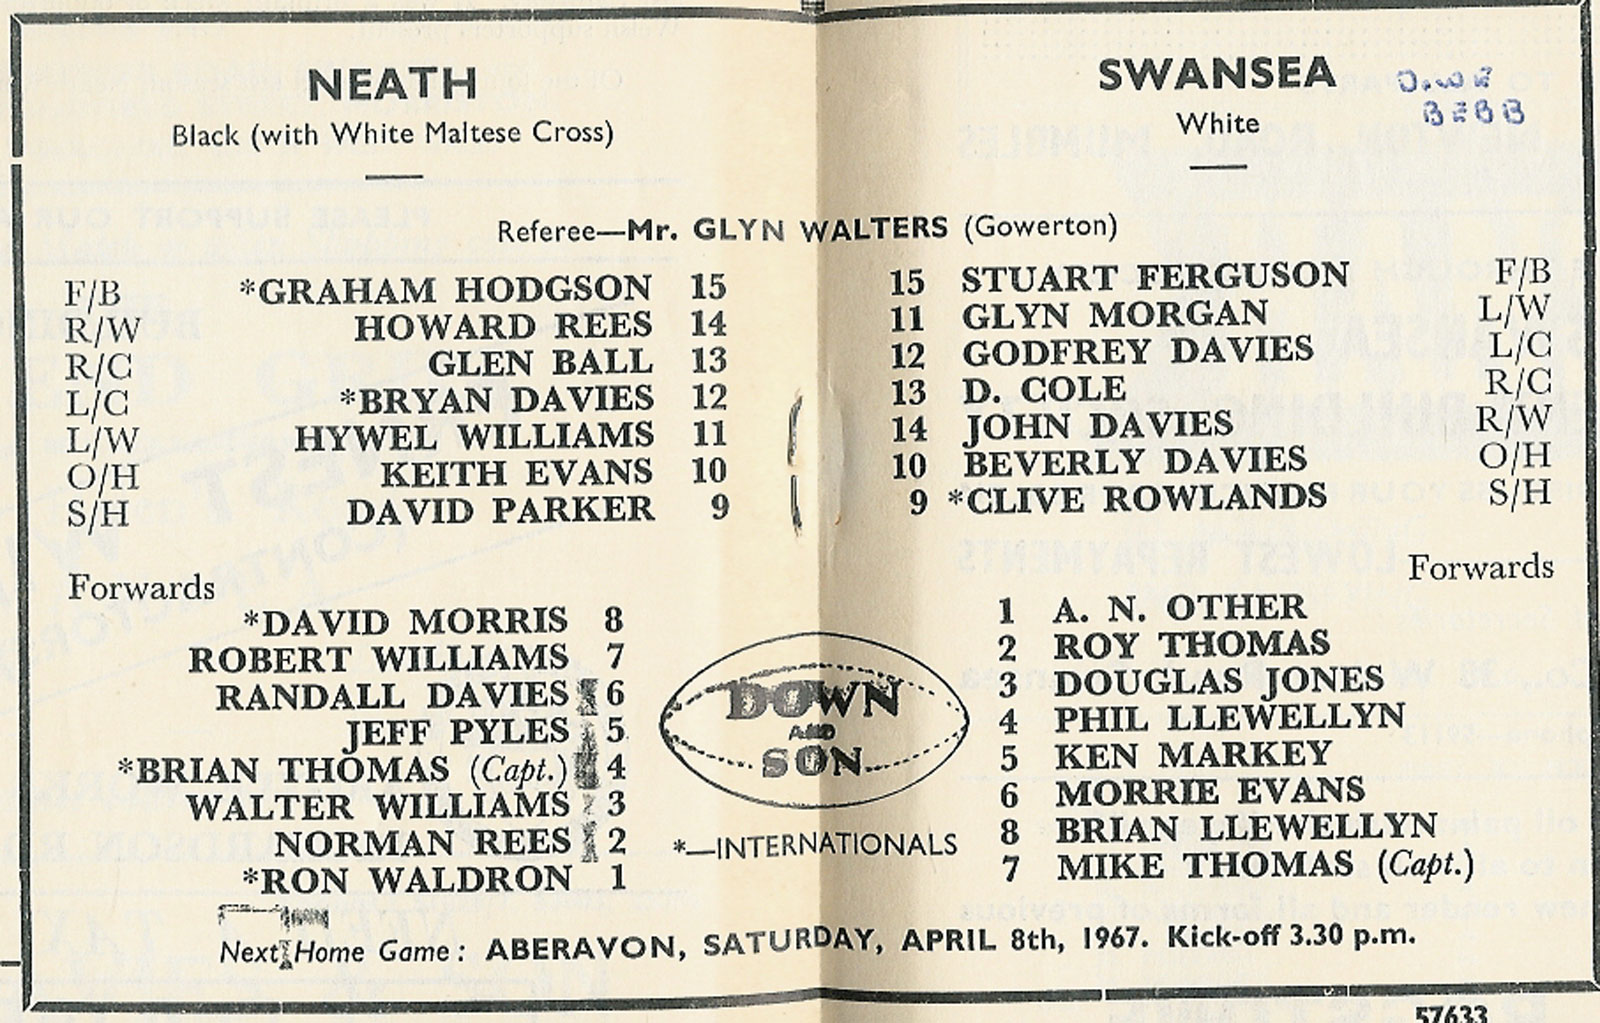 NEATH
Black (with White Maltese Cross)
SWANSEA
White
BEBB
Referee—Mr. GLYN WALTERS (Gowerton)
F/B *GRAHAM HODGSON 15
R/W HOWARD REES 14
R/C GLEN BALL 13
L/C *BRYAN DAVIES 12
L/W HYWEL WILLIAMS 11
O/H KEITH EVANS 10
S/H DAVID PARKER 9
Forwards
*DAVID MORRIS 8
ROBERT WILLIAMS 7
RANDALL DAVIES 6
JEFF PYLES 5
*BRIAN THOMAS (Capt.) 4
WALTER WILLIAMS 3
NORMAN REES 2
*RON WALDRON 1
15 STUART FERGUSON F/B
11 GLYN MORGAN L/W
12 GODFREY DAVIES L/C
13 D. COLE R/C
14 JOHN DAVIES R/W
10 BEVERLY DAVIES O/H
9 *CLIVE ROWLANDS S/H
Forwards
1 A. N. OTHER
2 ROY THOMAS
3 DOUGLAS JONES
4 PHIL LLEWELLYN
5 KEN MARKEY
6 MORRIE EVANS
8 BRIAN LLEWELLYN
7 MIKE THOMAS (Capt.)
DOWN
AND
SON
*—INTERNATIONALS
Next Home Game: ABERAVON, SATURDAY, APRIL 8th, 1967. Kick-off 3.30 p.m.
57633